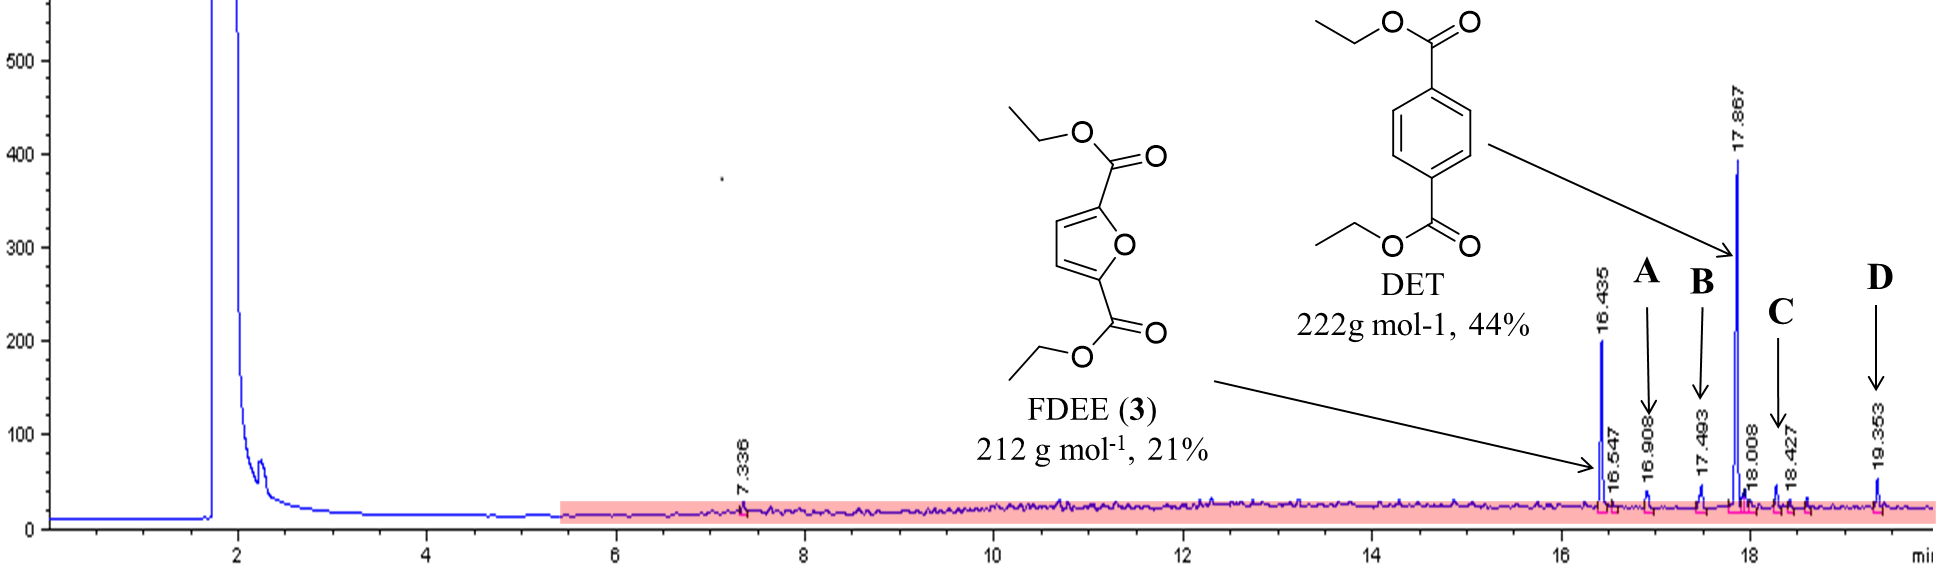 500
400
300
200
100
0
2
4
6
8
10
12
14
16
18
min
7.336
16.435
16.547
16.908
17.493
17.867
18.008
18.427
19.353
O
O
O
O
O
FDEE (3)
212 g mol-1, 21%
O
O
O
O
DET
222g mol-1, 44%
A
B
C
D